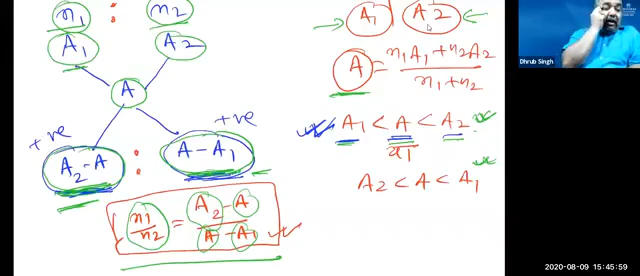 n1 : n2
A1 A2
A
+ve +ve
A2 - A : A - A1
n1/n2 = (A2 - A)/(A - A1)
A1 A2
A = (n1A1 + n2A2)/(n1 + n2)
A1 < A < A2
A2 < A < A1
Dhrub Singh
2020-08-09 15:45:59